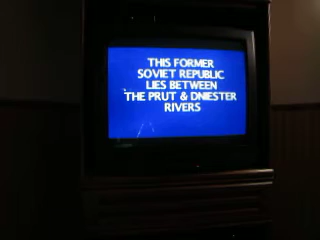 THIS FORMER
SOVIET REPUBLIC
LIES BETWEEN
THE PRUT & DNIESTER
RIVERS